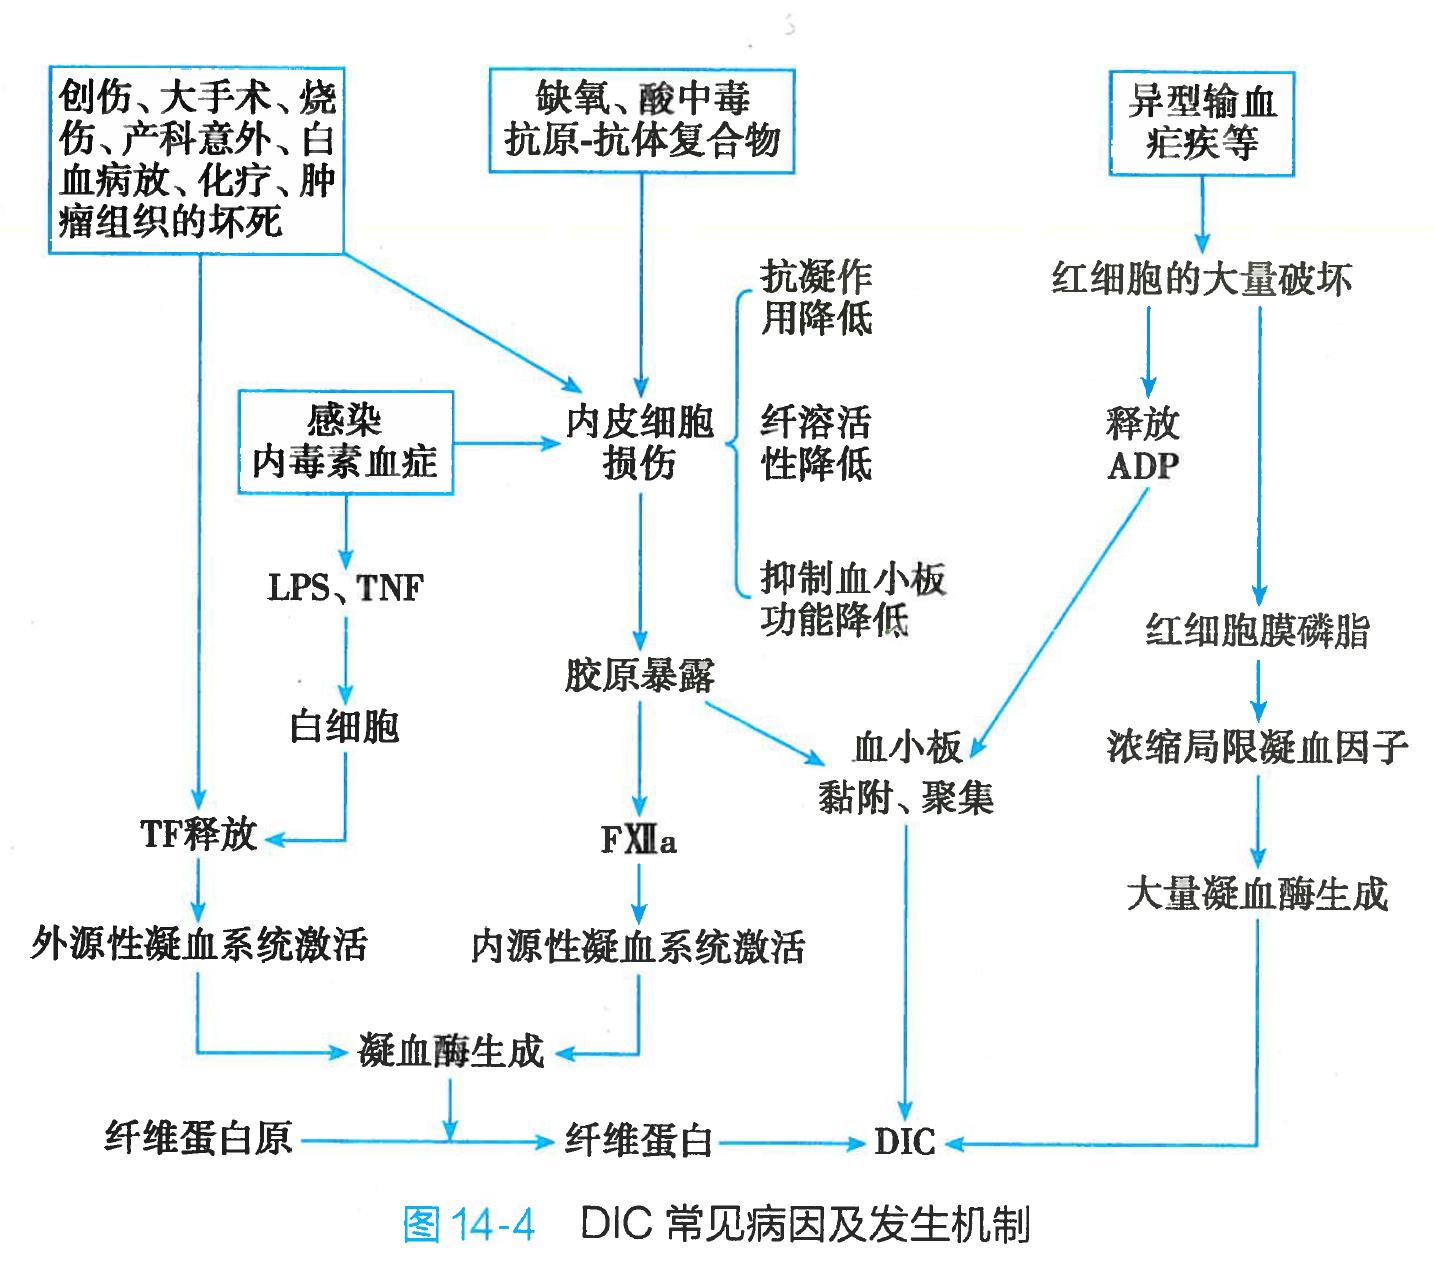 创伤、大手术、烧
伤、产科意外、白
血病放、化疗、肿
瘤组织的坏死
缺氧、酸中毒
抗原-抗体复合物
异型输血
疟疾等
红细胞的大量破坏
抗凝作
用降低
感染
内毒素血症
内皮细胞
损伤
纤溶活
性降低
释放
ADP
LPS、TNF
抑制血小板
功能降低
红细胞膜磷脂
胶原暴露
白细胞
血小板
黏附、聚集
浓缩局限凝血因子
TF释放
FⅫa
大量凝血酶生成
外源性凝血系统激活
内源性凝血系统激活
凝血酶生成
纤维蛋白原
纤维蛋白
DIC
图 14-4 DIC 常见病因及发生机制